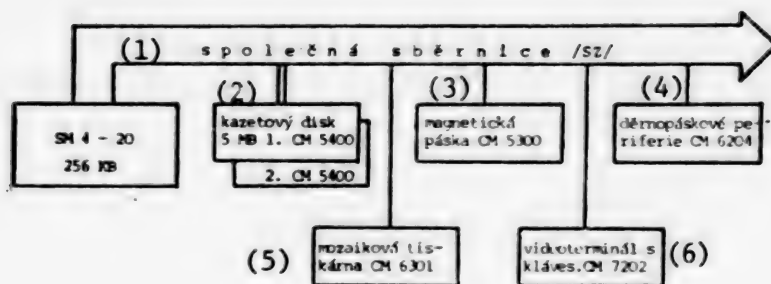 (1) společná sběrnice /SZ/
(2)
(3)
(4)
SM 4 - 20
256 KB
kazetový disk
5 MB 1. CM 5400
2. CM 5400
magnetická
páska CM 5300
děrnopáskové pe-
riferie CM 6204
(5)
mozaiková tis-
kárna CM 6301
videoterminál s
kláves.CM 7202
(6)